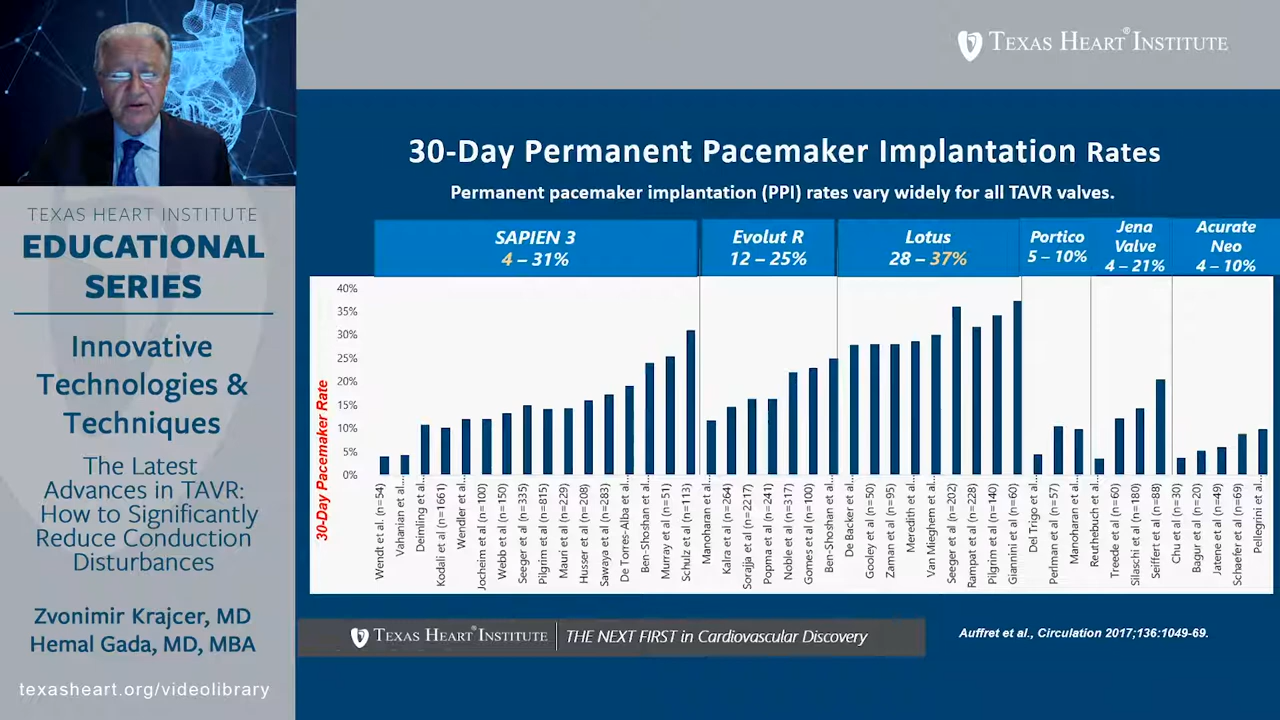 TEXAS HEART® INSTITUTE
TEXAS HEART INSTITUTE
EDUCATIONAL
SERIES
Innovative
Technologies &
Techniques
The Latest
Advances in TAVR:
How to Significantly
Reduce Conduction
Disturbances
Zvonimir Krajcer, MD
Hemal Gada, MD, MBA
texasheart.org/videolibrary
30-Day Permanent Pacemaker Implantation Rates
Permanent pacemaker implantation (PPI) rates vary widely for all TAVR valves.
SAPIEN 3
4 – 31%
Evolut R
12 – 25%
Lotus
28 – 37%
Portico
5 – 10%
Jena
Valve
4 – 21%
Acurate
Neo
4 – 10%
30-Day Pacemaker Rate
40%
35%
30%
25%
20%
15%
10%
5%
0%
Wendt et al. (n=54)
Vahanian et al...
Deimling et al...
Kodali et al (n=1661)
Wendler et al...
Jocheim et al (n=100)
Webb et al (n=150)
Seeger et al (n=335)
Pilgrim et al (n=815)
Mauri et al (n=229)
Husser et al (n=208)
Sawaya et al (n=283)
De Torres-Alba et al...
Ben-Shoshan et al...
Murray et al (n=51)
Schulz et al (n=113)
Manoharan et al...
Kalra et al (n=264)
Sorajja et al (n=2217)
Popma et al (n=241)
Noble et al (n=317)
Gomes et al (n=100)
Ben-Shoshan et al...
De Backer et al...
Gooley et al (n=50)
Zaman et al (n=95)
Meredith et al...
Van Mieghem et al...
Seeger et al (n=202)
Rampat et al (n=228)
Pilgrim et al (n=140)
Giannini et al (n=60)
Del Trigo et al...
Perlman et al (n=57)
Manoharan et al...
Reuthebuch et al...
Treede et al (n=60)
Silaschi et al (n=180)
Seiffert et al (n=88)
Chu et al (n=30)
Bagur et al (n=20)
Jatene et al (n=49)
Schaefer et al (n=69)
Pellegrini et al...
TEXAS HEART® INSTITUTE
THE NEXT FIRST in Cardiovascular Discovery
Auffret et al., Circulation 2017;136:1049-69.